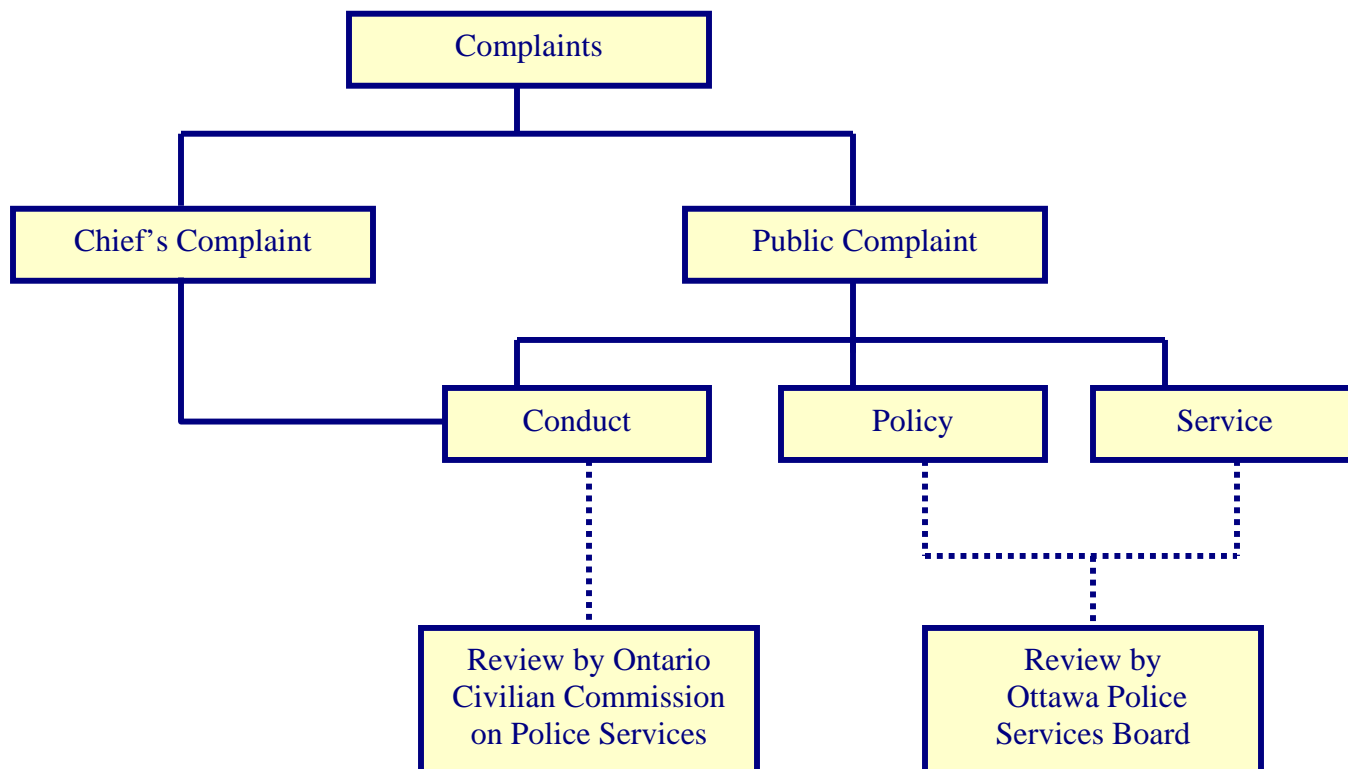 Complaints
Chief’s Complaint
Public Complaint
Conduct
Policy
Service
Review by Ontario
Civilian Commission
on Police Services
Review by
Ottawa Police
Services Board